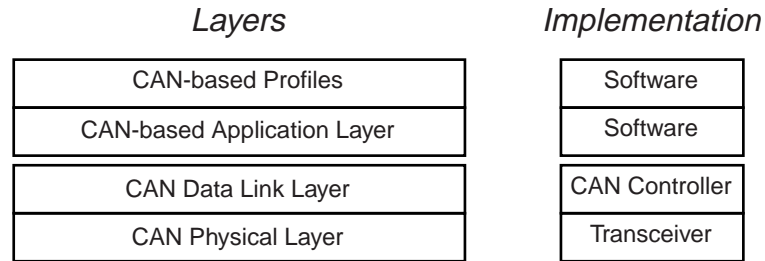 Layers Implementation
CAN-based Profiles Software
CAN-based Application Layer Software
CAN Data Link Layer CAN Controller
CAN Physical Layer Transceiver